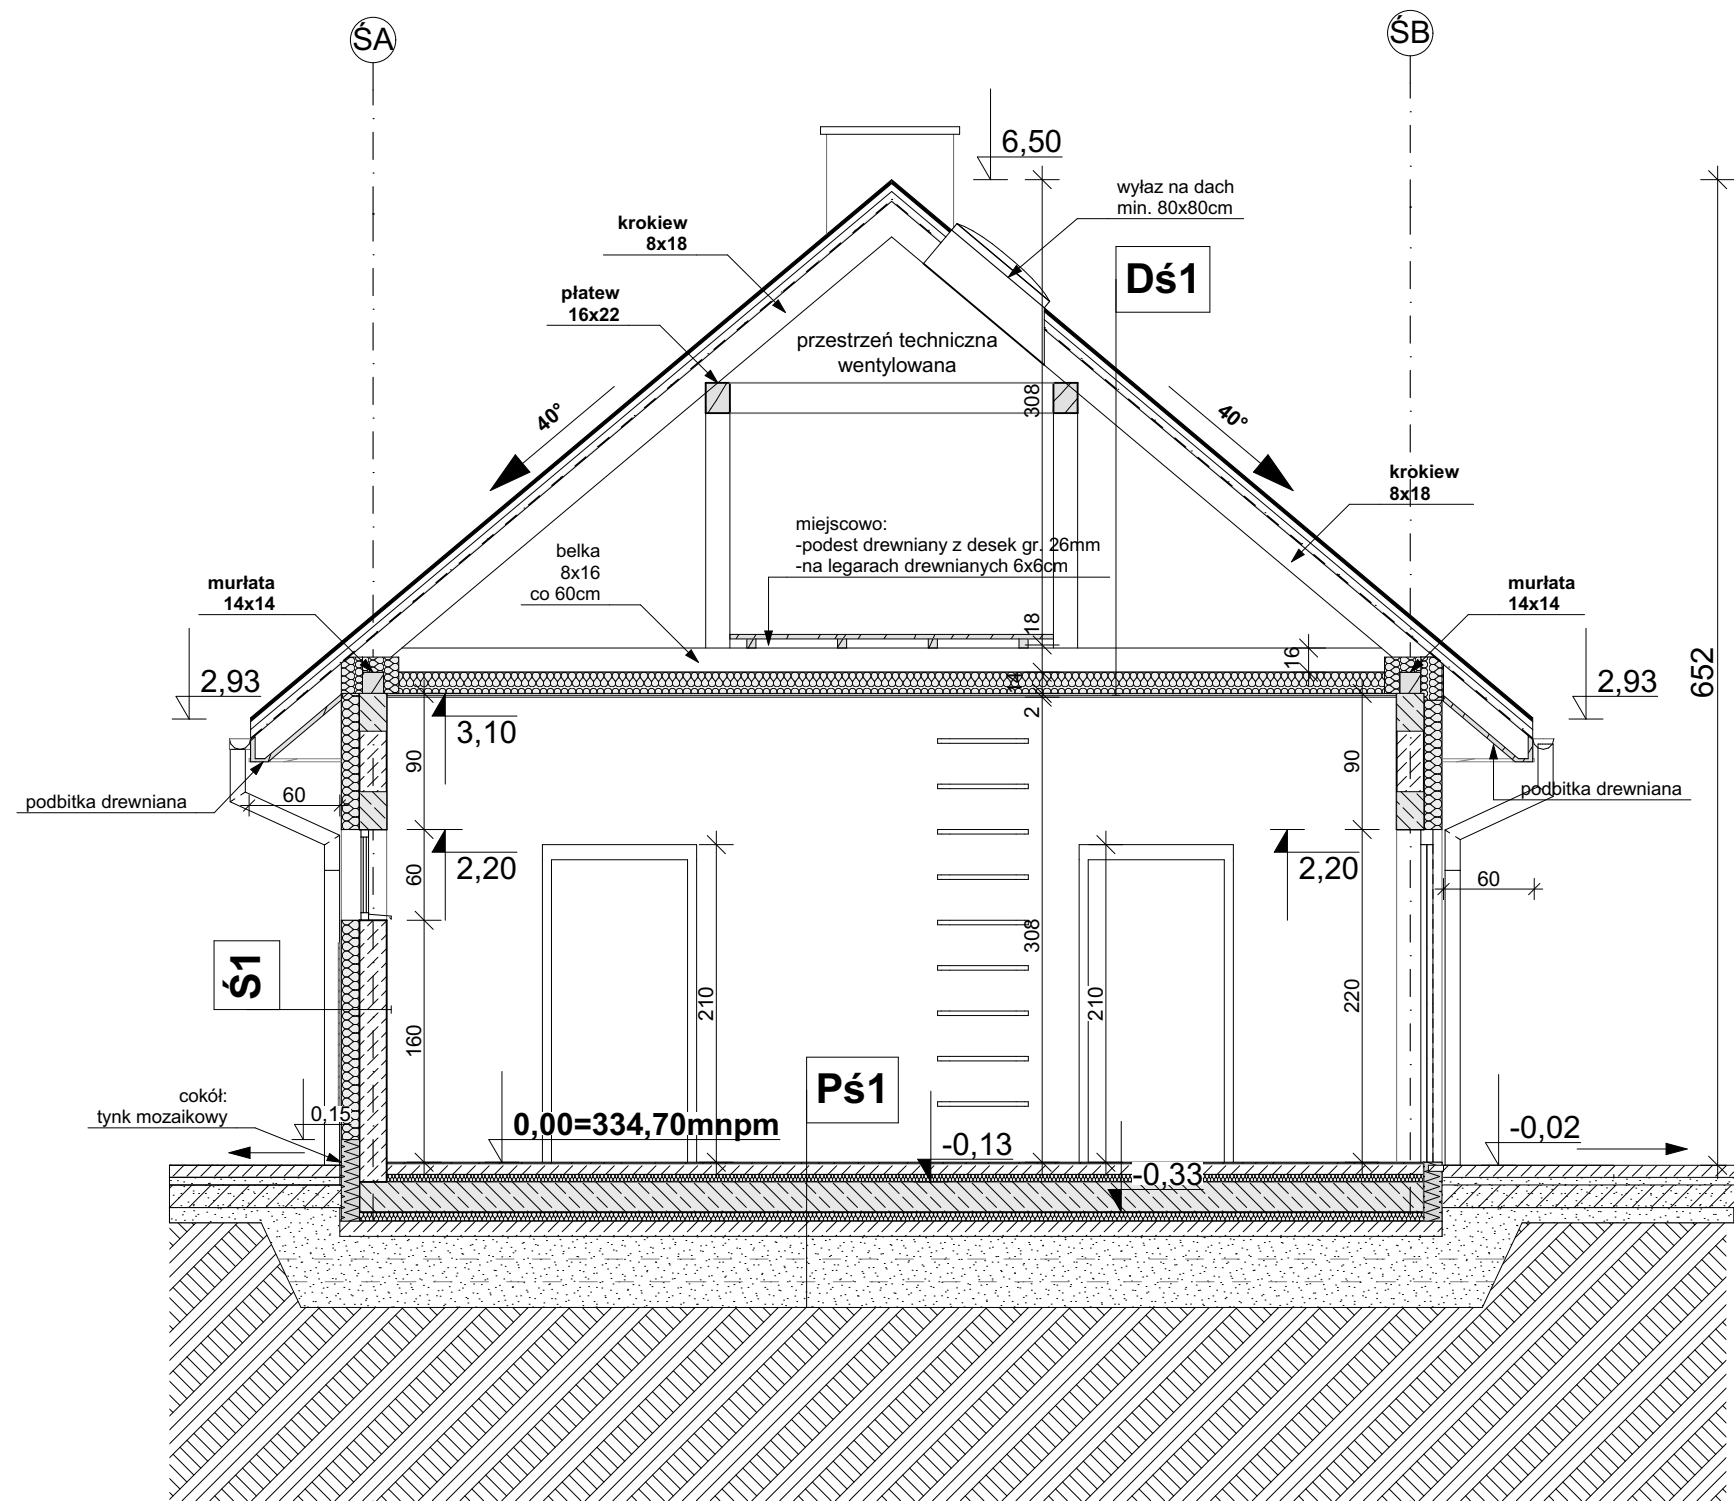 ŚA
ŚB
6,50
wyłaz na dach
min. 80x80cm
krokiew
8x18
Dś1
płatew
16x22
przestrzeń techniczna
wentylowana
308
40°
40°
krokiew
8x18
miejscowo:
-podest drewniany z desek gr. 26mm
-na legarach drewnianych 6x6cm
belka
8x16
co 60cm
murłata
14x14
murłata
14x14
18
16
652
2,93
2,93
14
2
3,10
90
90
podbitka drewniana
60
podbitka drewniana
2,20
60
2,20
60
Ś1
308
210
210
220
160
Pś1
cokół:
tynk mozaikowy
0,15
0,00=334,70mnpm
-0,13
-0,02
-0,33